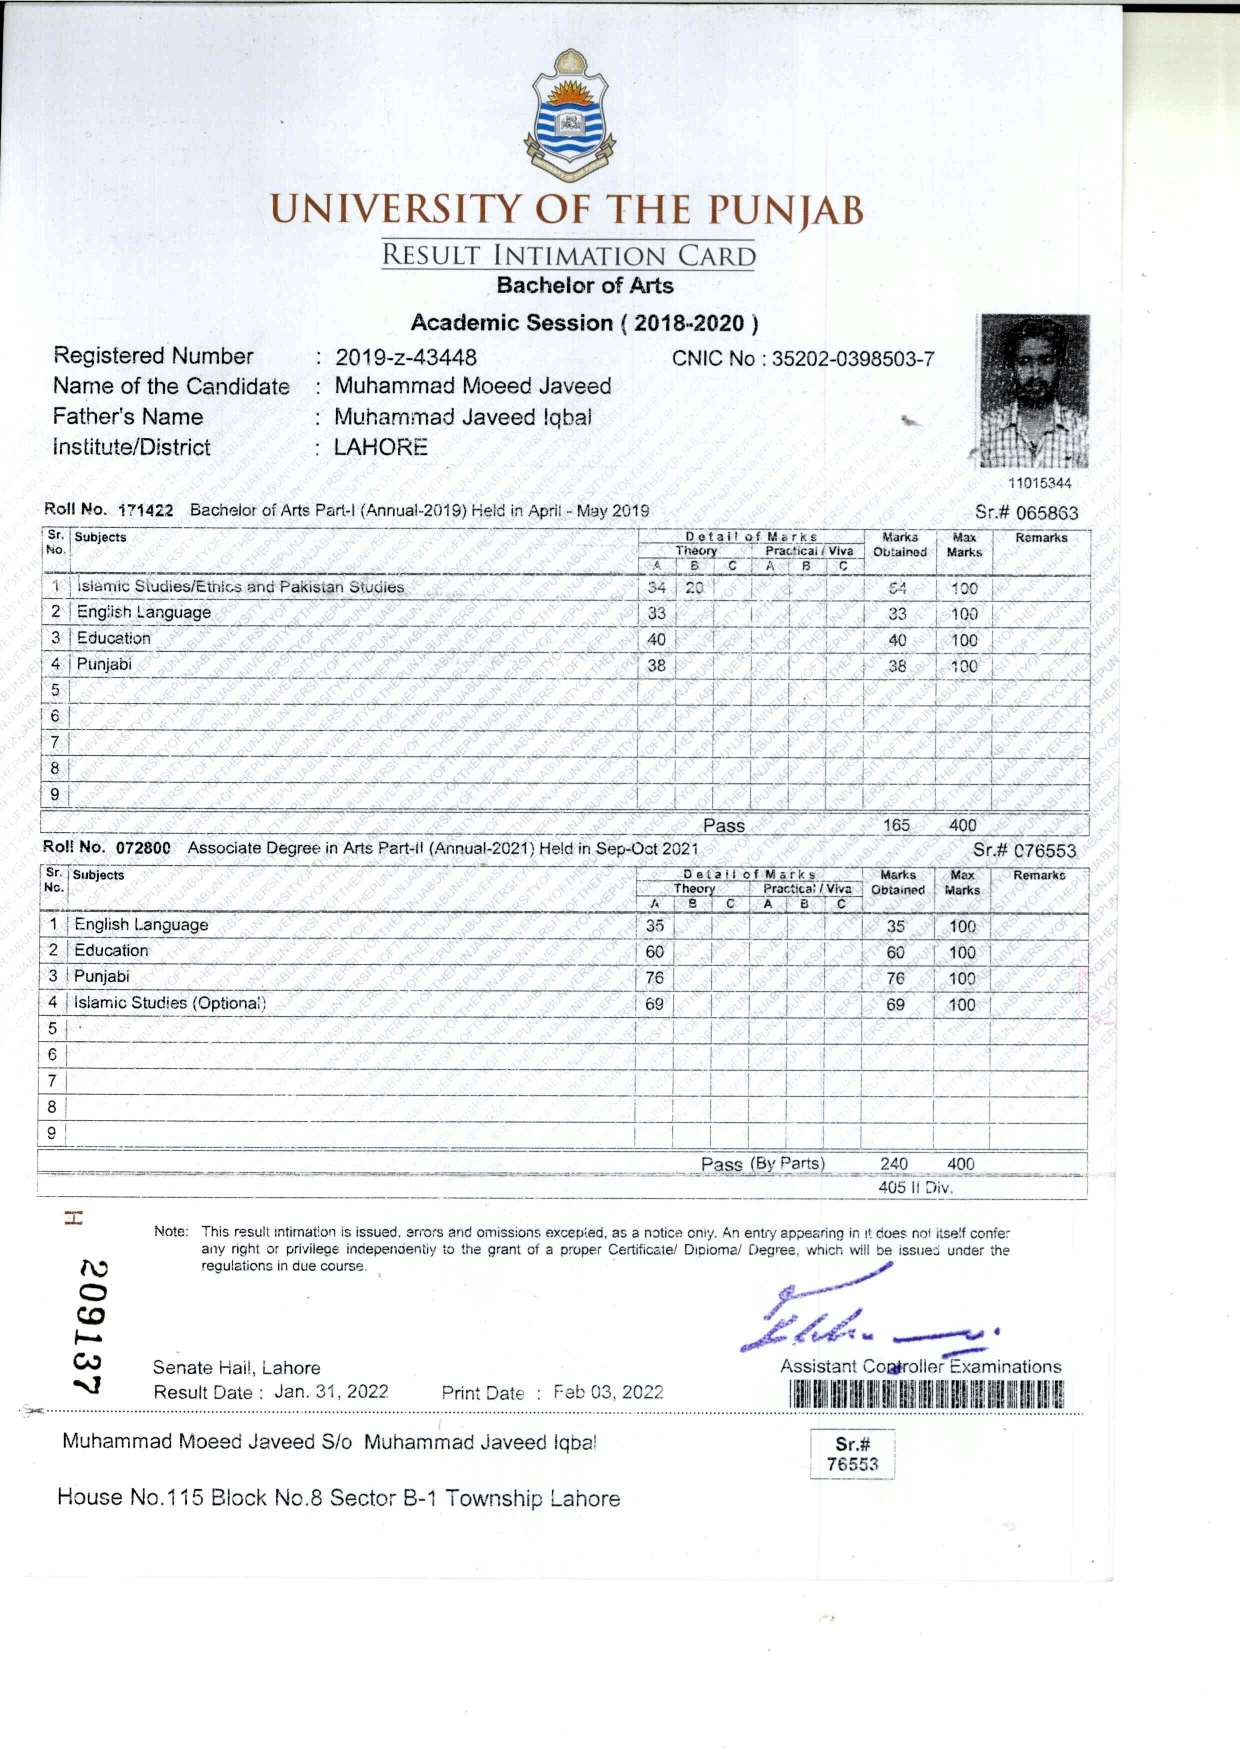 UNIVERSITY OF THE PUNJAB
RESULT INTIMATION CARD
Bachelor of Arts
Academic Session ( 2018-2020 )
Registered Number : 2019-z-43448 CNIC No : 35202-0398503-7
Name of the Candidate : Muhammad Moeed Javeed
Father's Name : Muhammad Javeed Iqbal
Institute/District : LAHORE
11015344
Roll No. 171422 Bachelor of Arts Part-I (Annual-2019) Held in April - May 2019 Sr.# 065863
Sr. No. Subjects Detail of Marks Marks Obtained Max Marks Remarks
Theory Practical / Viva
A B C A B C
1 Islamic Studies/Ethics and Pakistan Studies 34 20 54 100
2 English Language 33 33 100
3 Education 40 40 100
4 Punjabi 38 38 100
5
6
7
8
9
Pass 165 400
Roll No. 072800 Associate Degree in Arts Part-II (Annual-2021) Held in Sep-Oct 2021 Sr.# 076553
Sr. No. Subjects Detail of Marks Marks Obtained Max Marks Remarks
Theory Practical / Viva
A B C A B C
1 English Language 35 35 100
2 Education 60 60 100
3 Punjabi 76 76 100
4 Islamic Studies (Optional) 69 69 100
5
6
7
8
9
Pass (By Parts) 240 400
405 II Div.
Note: This result intimation is issued, errors and omissions excepted, as a notice only. An entry appearing in it does not itself confer
any right or privilege independently to the grant of a proper Certificate/ Diploma/ Degree, which will be issued under the
regulations in due course.
H 209137
Senate Hall, Lahore Assistant Controller Examinations
Result Date : Jan. 31, 2022 Print Date : Feb 03, 2022
Muhammad Moeed Javeed S/o Muhammad Javeed Iqbal
Sr.#
76553
House No.115 Block No.8 Sector B-1 Township Lahore